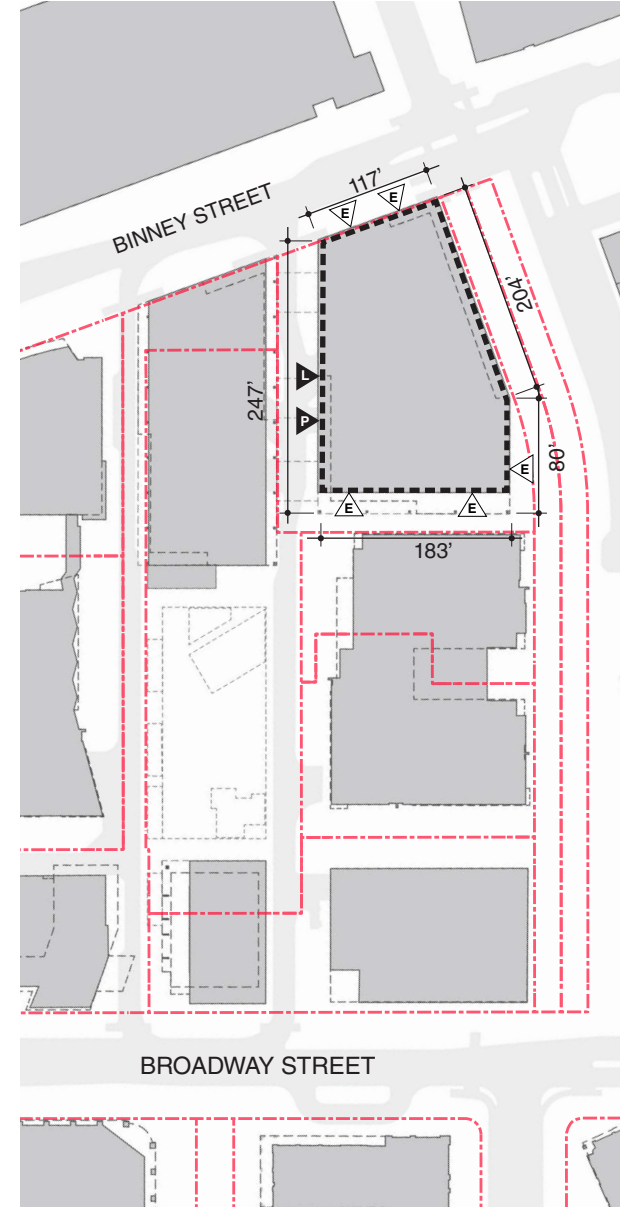 117'
E
E
BINNEY STREET
204'
L
247'
P
80'
E
E
E
183'
BROADWAY STREET